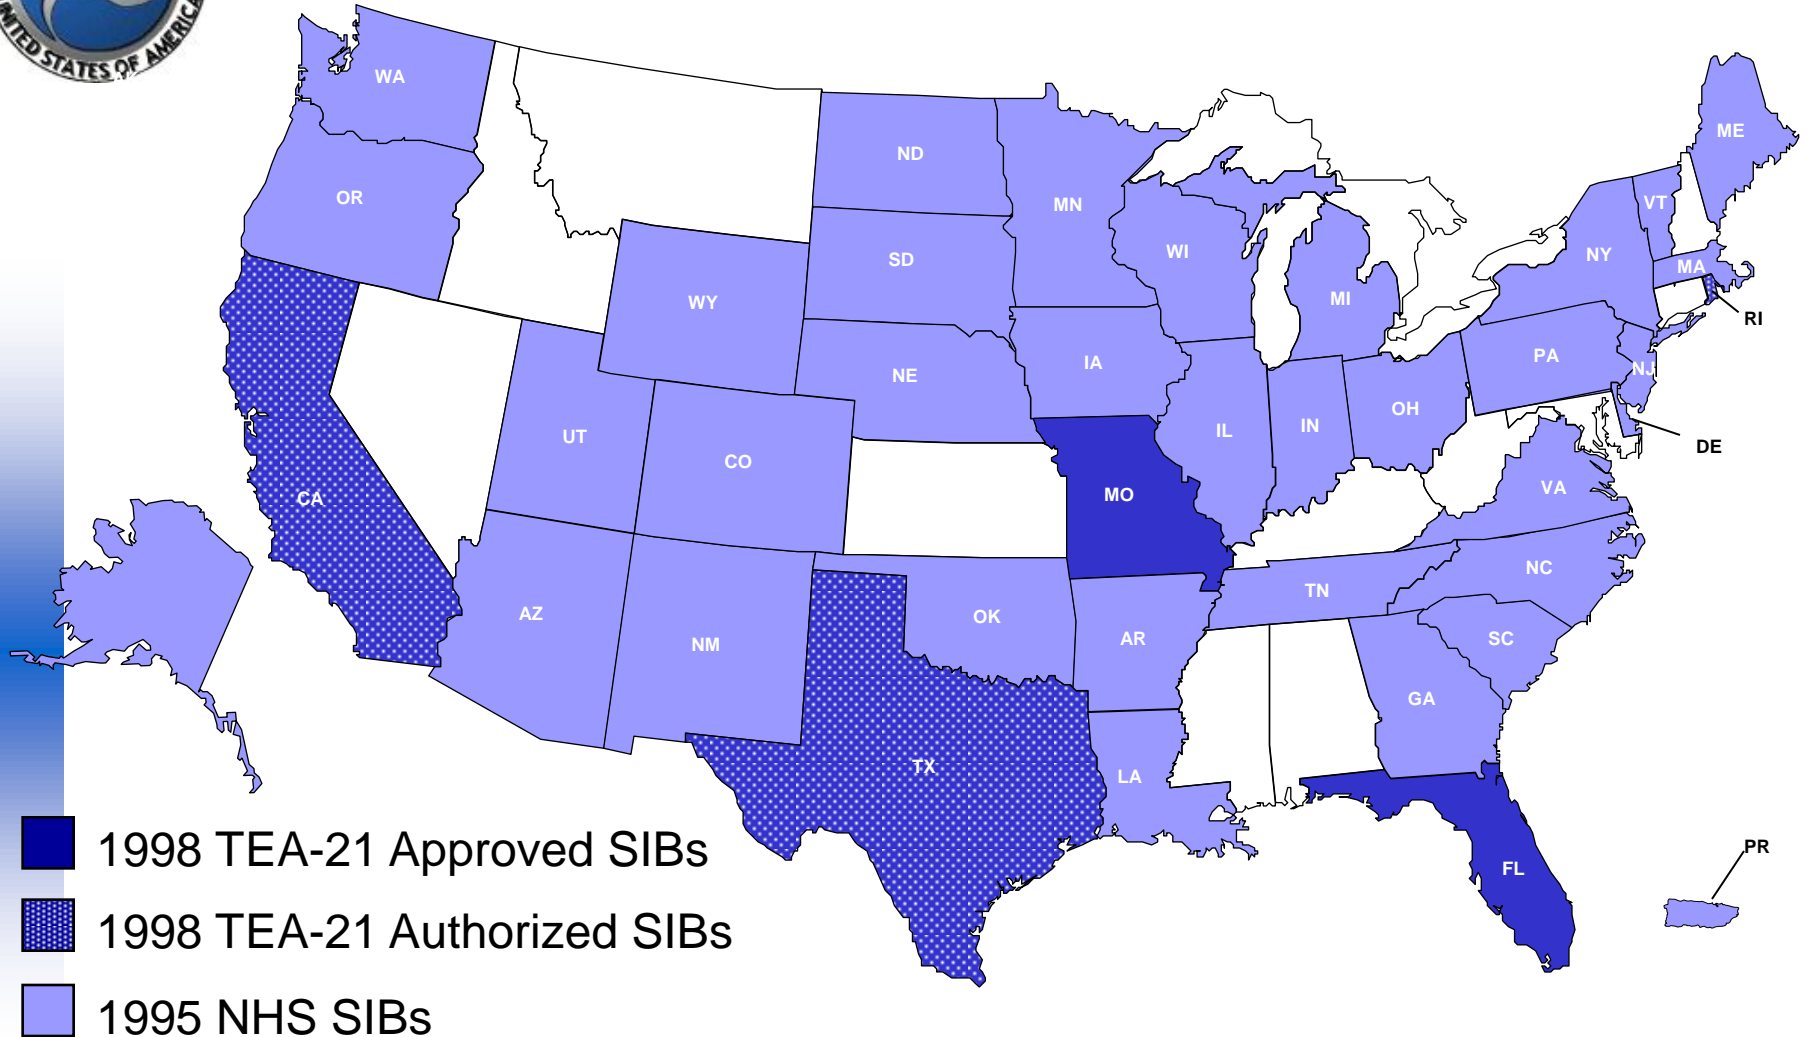 UNITED STATES OF AMERICA
AK
WA
ME
ND
OR
VT
MN
WI
NY
SD
MA
WY
MI
RI
PA
IA
NJ
NE
OH
IN
IL
UT
DE
CO
VA
MO
CA
NC
TN
AZ
OK
AR
SC
NM
GA
TX
LA
PR
FL
1998 TEA-21 Approved SIBs
1998 TEA-21 Authorized SIBs
1995 NHS SIBs